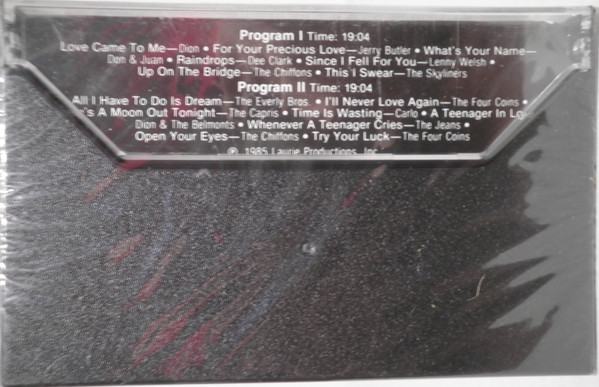 Program I Time: 19:04
Love Came To Me—Dion • For Your Precious Love—Jerry Butler • What's Your Name—
Don & Juan • Raindrops—Dee Clark • Since I Fell For You—Lenny Welsh •
Up On The Bridge—The Chiffons • This I Swear—The Skyliners
Program II Time: 19:04
All I Have To Do Is Dream—The Everly Bros. • I'll Never Love Again—The Four Coins •
's A Moon Out Tonight—The Capris • Time Is Wasting—Carlo • A Teenager In Lo
Dion & The Belmonts • Whenever A Teenager Cries—The Jeans •
Open Your Eyes—The Chiffons • Try Your Luck—The Four Coins
℗ 1985 Laurie Productions, Inc.